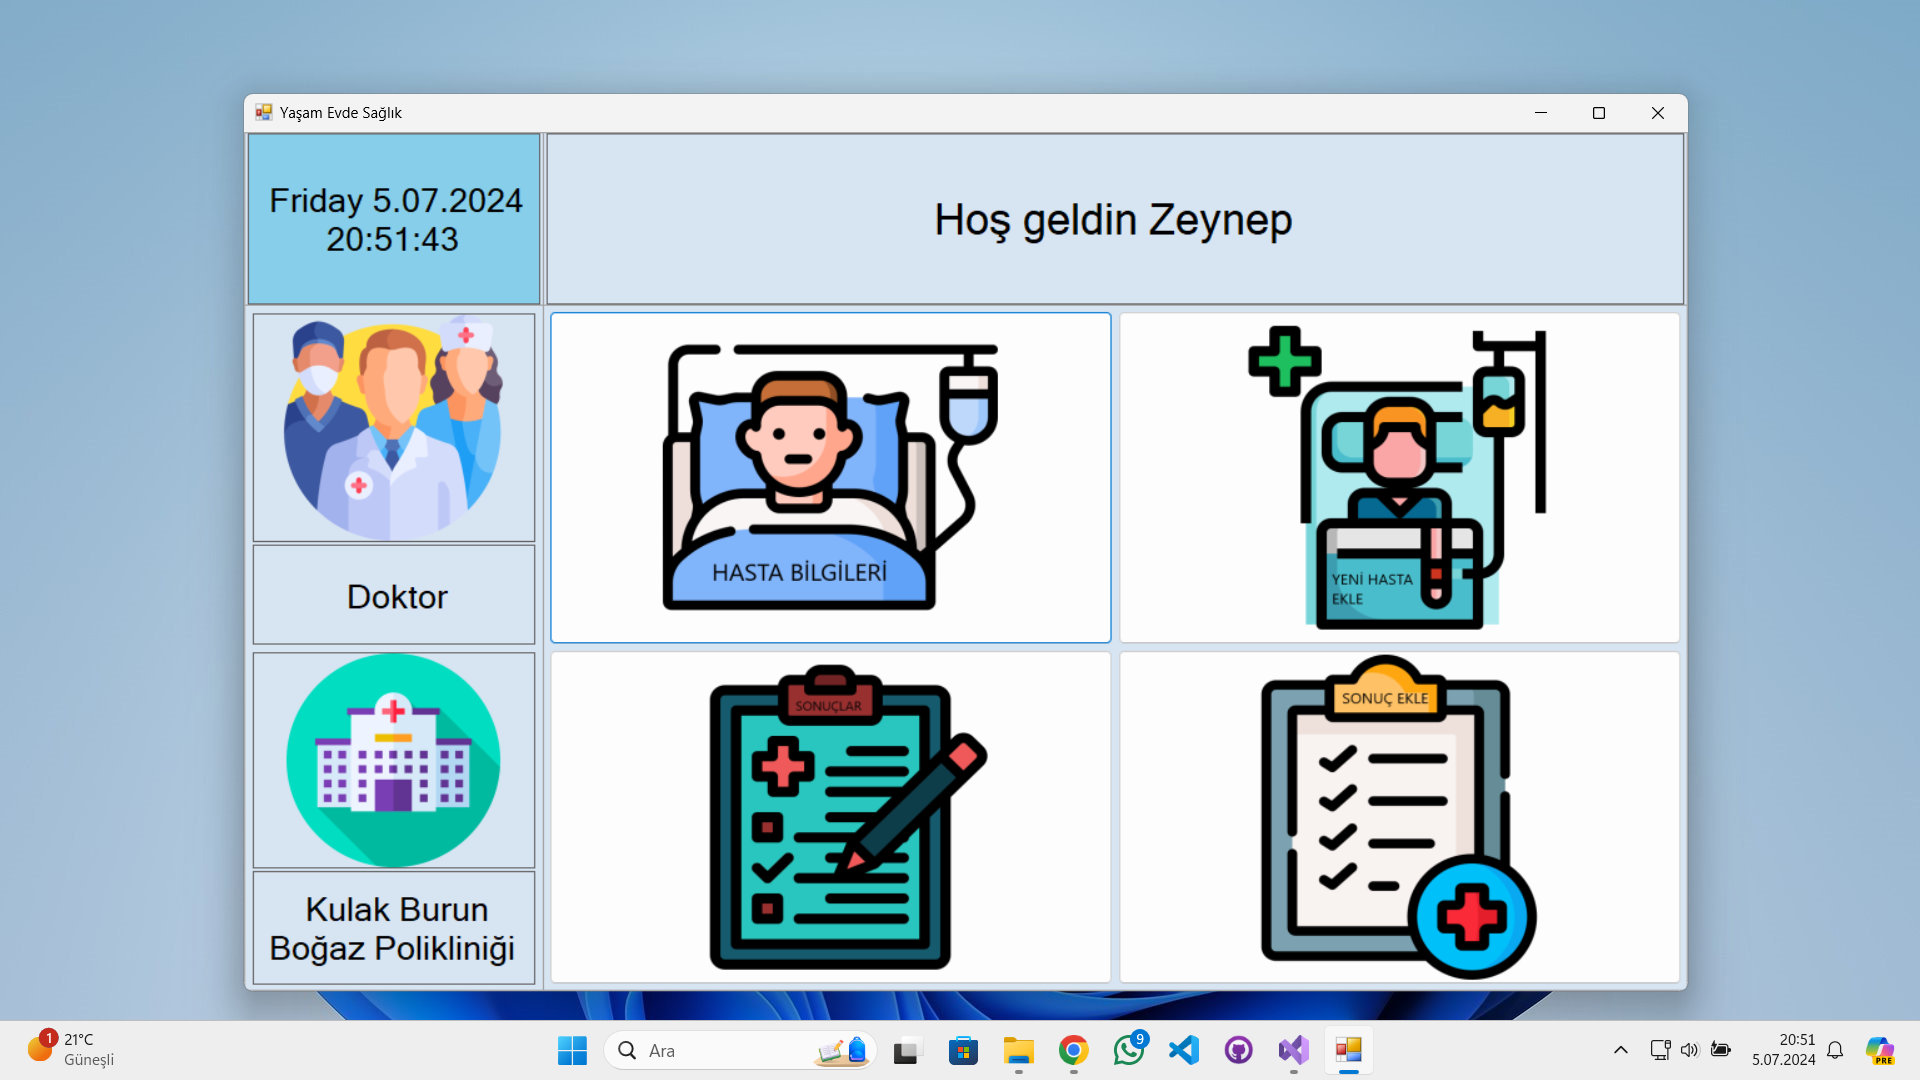 Yaşam Evde Sağlık
Friday 5.07.2024
20:51:43
Hoş geldin Zeynep
HASTA BİLGİLERİ
YENİ HASTA
EKLE
Doktor
SONUÇLAR
SONUÇ EKLE
Kulak Burun
Boğaz Polikliniği
1
21°C
Güneşli
Ara
9
20:51
5.07.2024
PRE